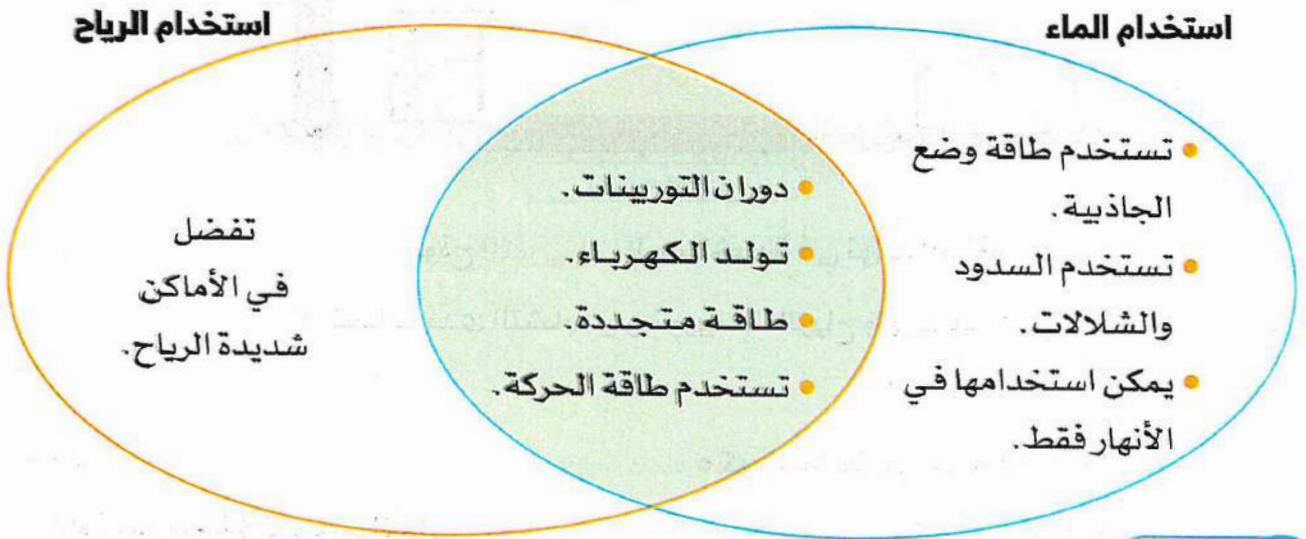 استخدام الماء
استخدام الرياح
• تستخدم طاقة وضع
الجاذبية.
• تستخدم السدود
والشلالات.
• يمكن استخدامها في
الأنهار فقط.
• دوران التوربينات.
• تولد الكهرباء.
• طاقة متجددة.
• تستخدم طاقة الحركة.
تفضل
في الأماكن
شديدة الرياح.